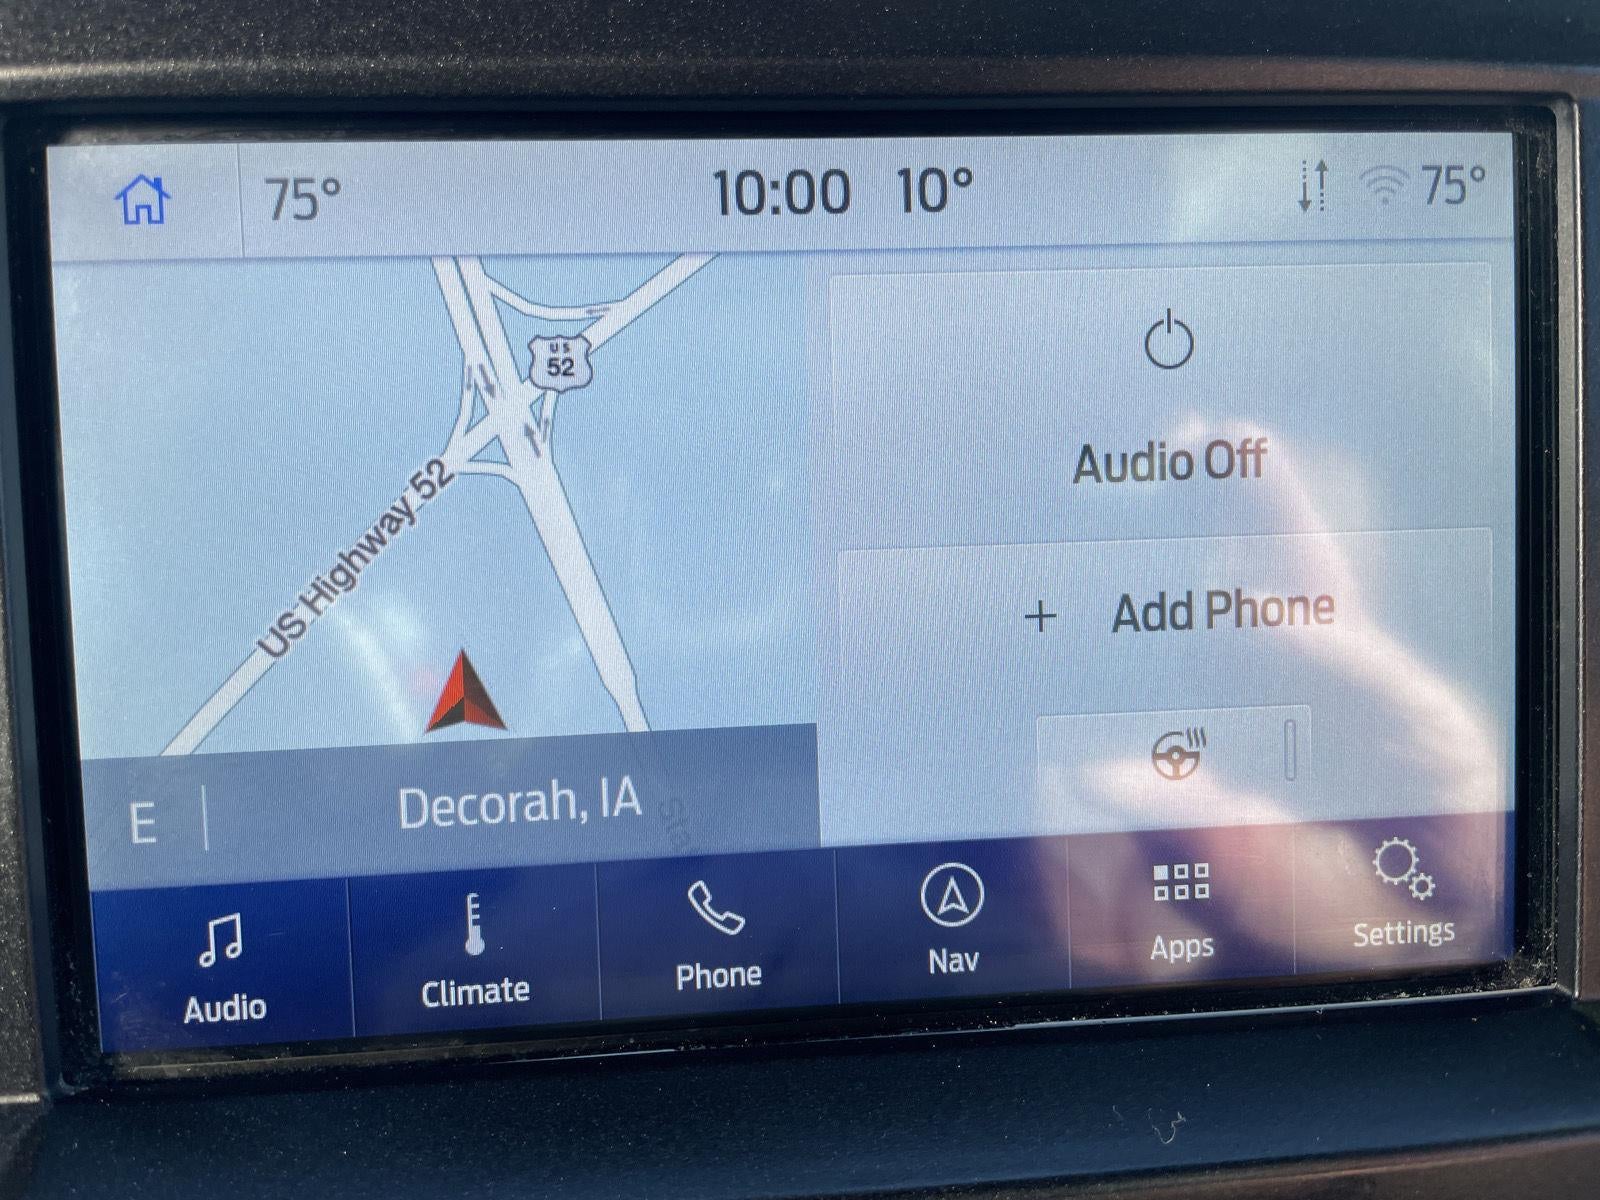 75°
10:00 10°
75°
US
52
US Highway 52
Audio Off
+ Add Phone
E
Decorah, IA
Audio
Climate
Phone
Nav
Apps
Settings